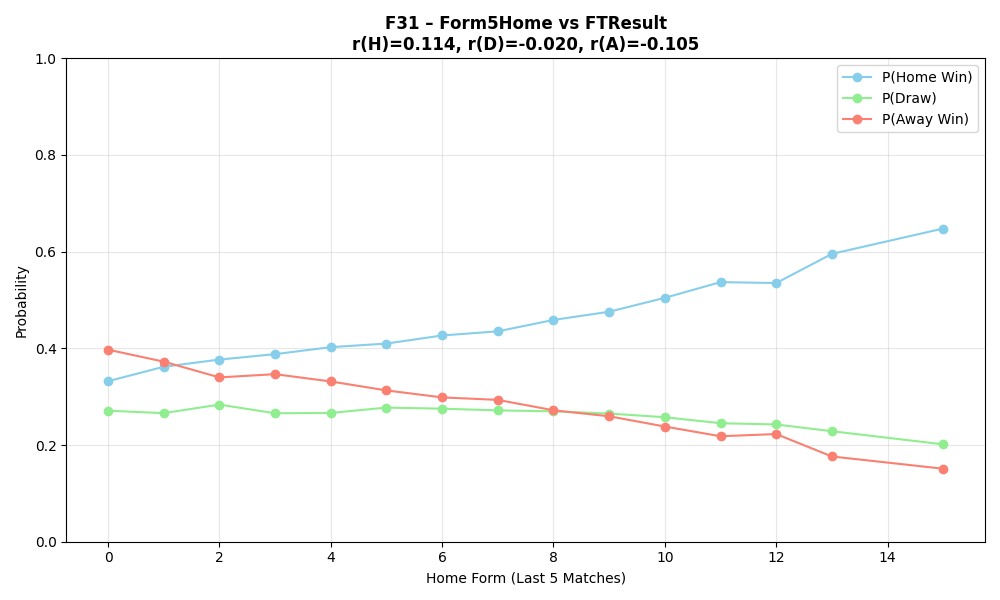 F31 – Form5Home vs FTResult
r(H)=0.114, r(D)=-0.020, r(A)=-0.105
1.0
0.8
0.6
0.4
0.2
0.0
Probability
P(Home Win)
P(Draw)
P(Away Win)
0 2 4 6 8 10 12 14
Home Form (Last 5 Matches)